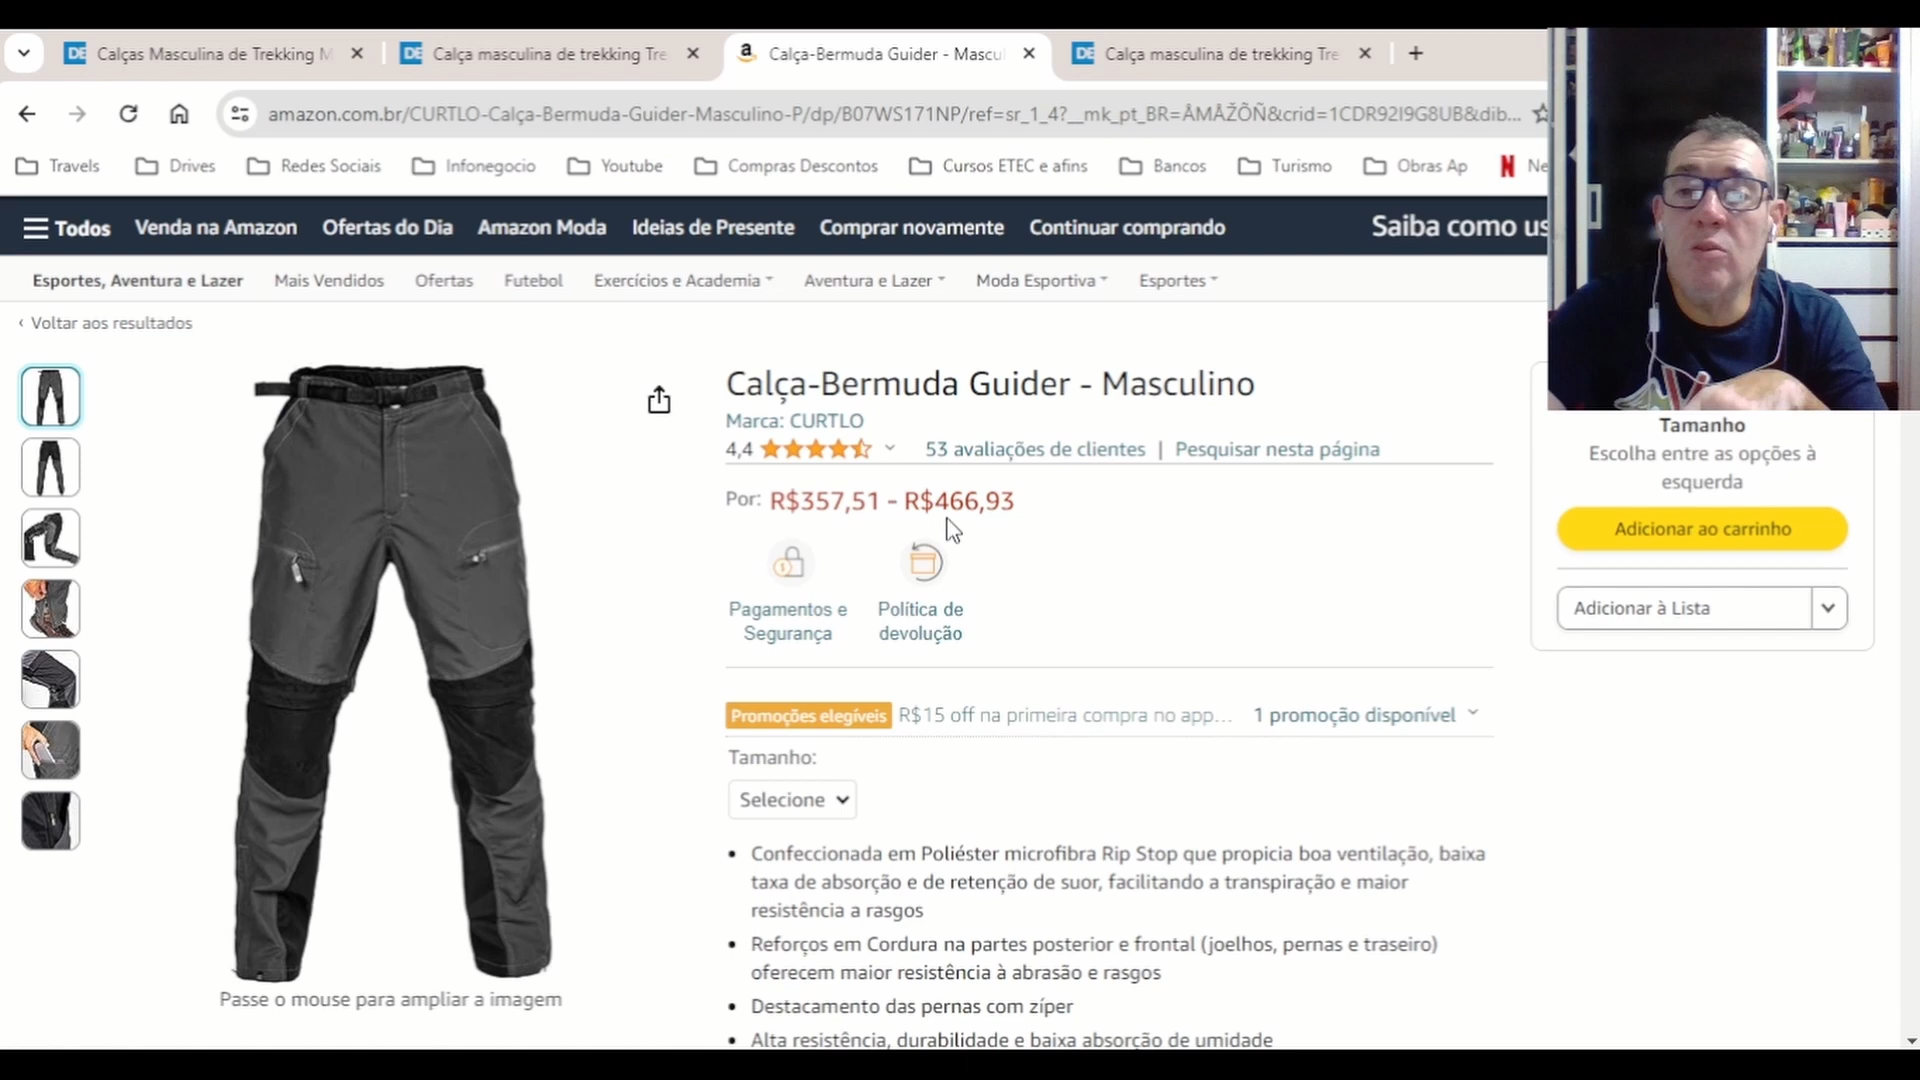 DE Calças Masculina de Trekking M
DE Calça masculina de trekking Tre
a Calça-Bermuda Guider - Mascu
DE Calça masculina de trekking Tre
amazon.com.br/CURTLO-Calça-Bermuda-Guider-Masculino-P/dp/B07WS171NP/ref=sr_1_4?__mk_pt_BR=ÅMÅŽÕÑ&crid=1CDR92I9G8UB&dib...
Travels Drives Redes Sociais Infonegocio Youtube Compras Descontos Cursos ETEC e afins Bancos Turismo Obras Ap N Ne
Todos Venda na Amazon Ofertas do Dia Amazon Moda Ideias de Presente Comprar novamente Continuar comprando Saiba como us
Esportes, Aventura e Lazer Mais Vendidos Ofertas Futebol Exercícios e Academia Aventura e Lazer Moda Esportiva Esportes
‹ Voltar aos resultados
Calça-Bermuda Guider - Masculino
Marca: CURTLO
4,4 53 avaliações de clientes | Pesquisar nesta página
Por: R$357,51 - R$466,93
Pagamentos e
Segurança
Política de
devolução
Promoções elegíveis R$15 off na primeira compra no app... 1 promoção disponível
Tamanho:
Selecione
• Confeccionada em Poliéster microfibra Rip Stop que propicia boa ventilação, baixa
taxa de absorção e de retenção de suor, facilitando a transpiração e maior
resistência a rasgos
• Reforços em Cordura na partes posterior e frontal (joelhos, pernas e traseiro)
oferecem maior resistência à abrasão e rasgos
• Destacamento das pernas com zíper
• Alta resistência, durabilidade e baixa absorção de umidade
Passe o mouse para ampliar a imagem
Tamanho
Escolha entre as opções à
esquerda
Adicionar ao carrinho
Adicionar à Lista